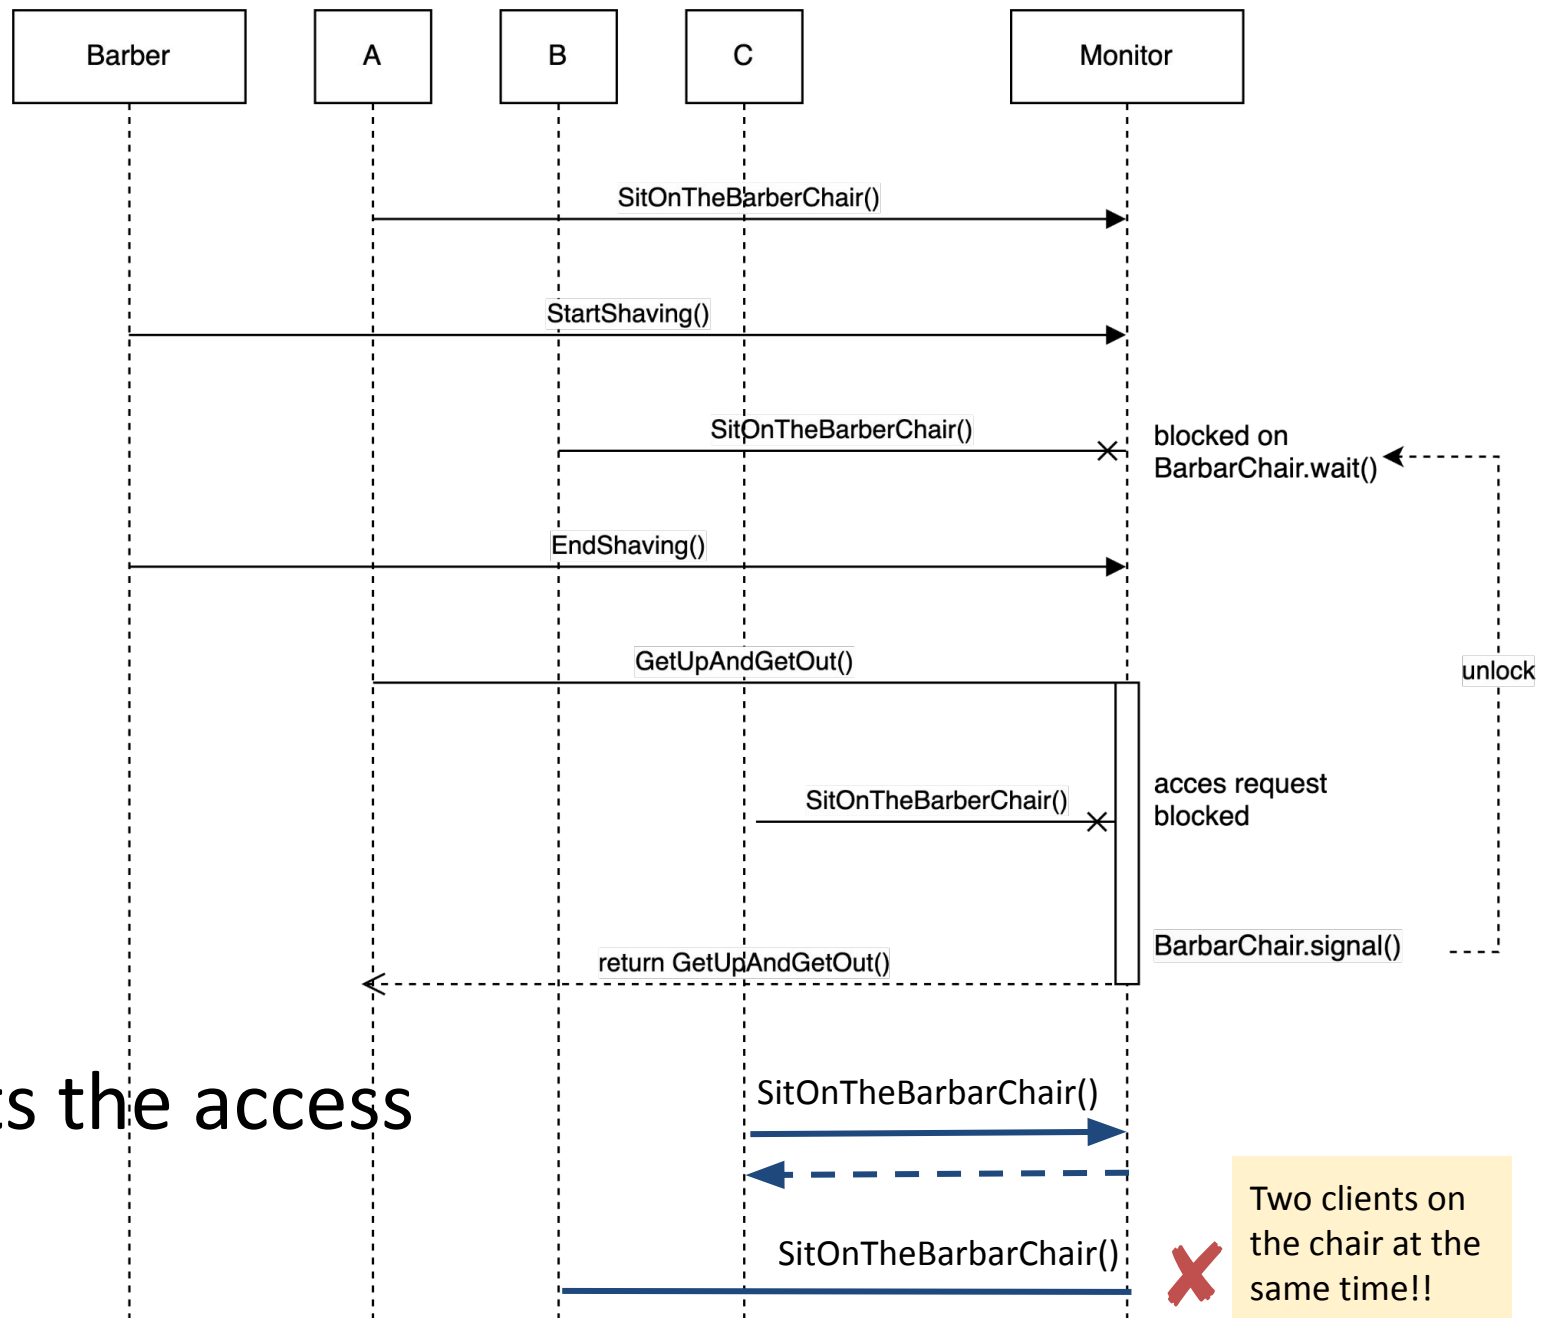 Barber
A
B
C
Monitor
SitOnTheBarberChair()
StartShaving()
SitOnTheBarberChair()
blocked on
BarbarChair.wait()
EndShaving()
GetUpAndGetOut()
unlock
SitOnTheBarberChair()
acces request
blocked
BarbarChair.signal()
return GetUpAndGetOut()
SitOnTheBarbarChair()
ts the access
SitOnTheBarbarChair()
Two clients on
the chair at the
same time!!